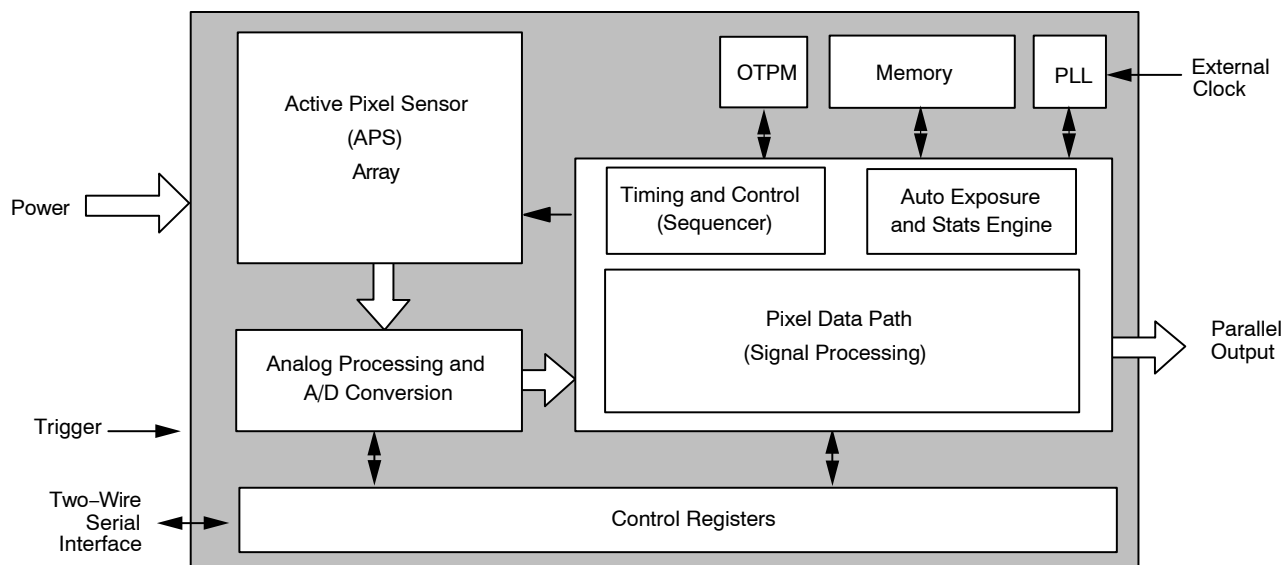 Active Pixel Sensor
(APS)
Array
OTPM
Memory
PLL
External
Clock
Power
Timing and Control
(Sequencer)
Auto Exposure
and Stats Engine
Pixel Data Path
(Signal Processing)
Parallel
Output
Analog Processing and
A/D Conversion
Trigger
Two−Wire
Serial
Interface
Control Registers